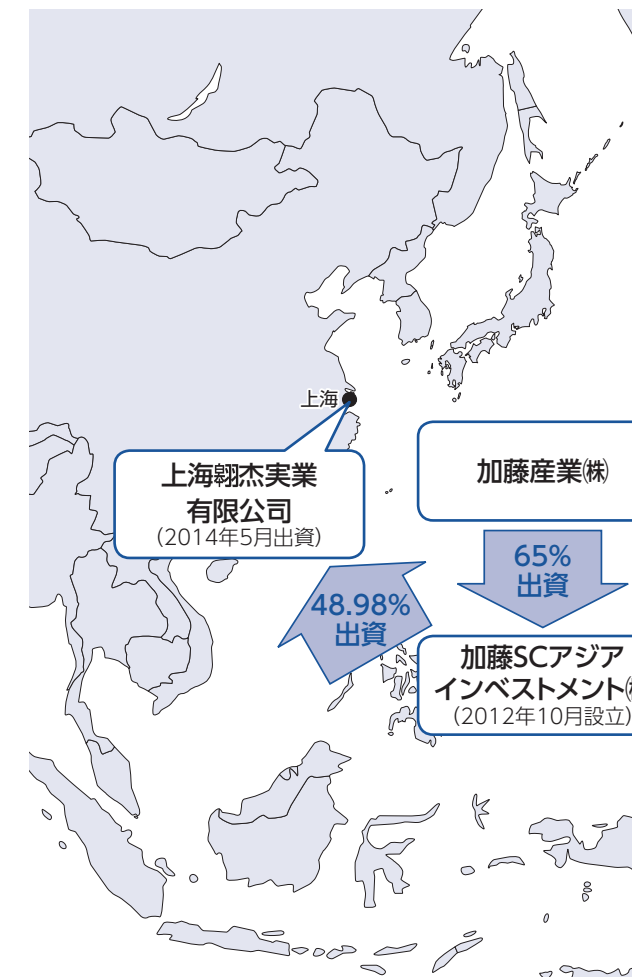 上海
上海翺杰実業
有限公司
(2014年5月出資)
加藤産業㈱
65%
出資
48.98%
出資
加藤SCアジア
インベストメント㈱
(2012年10月設立)